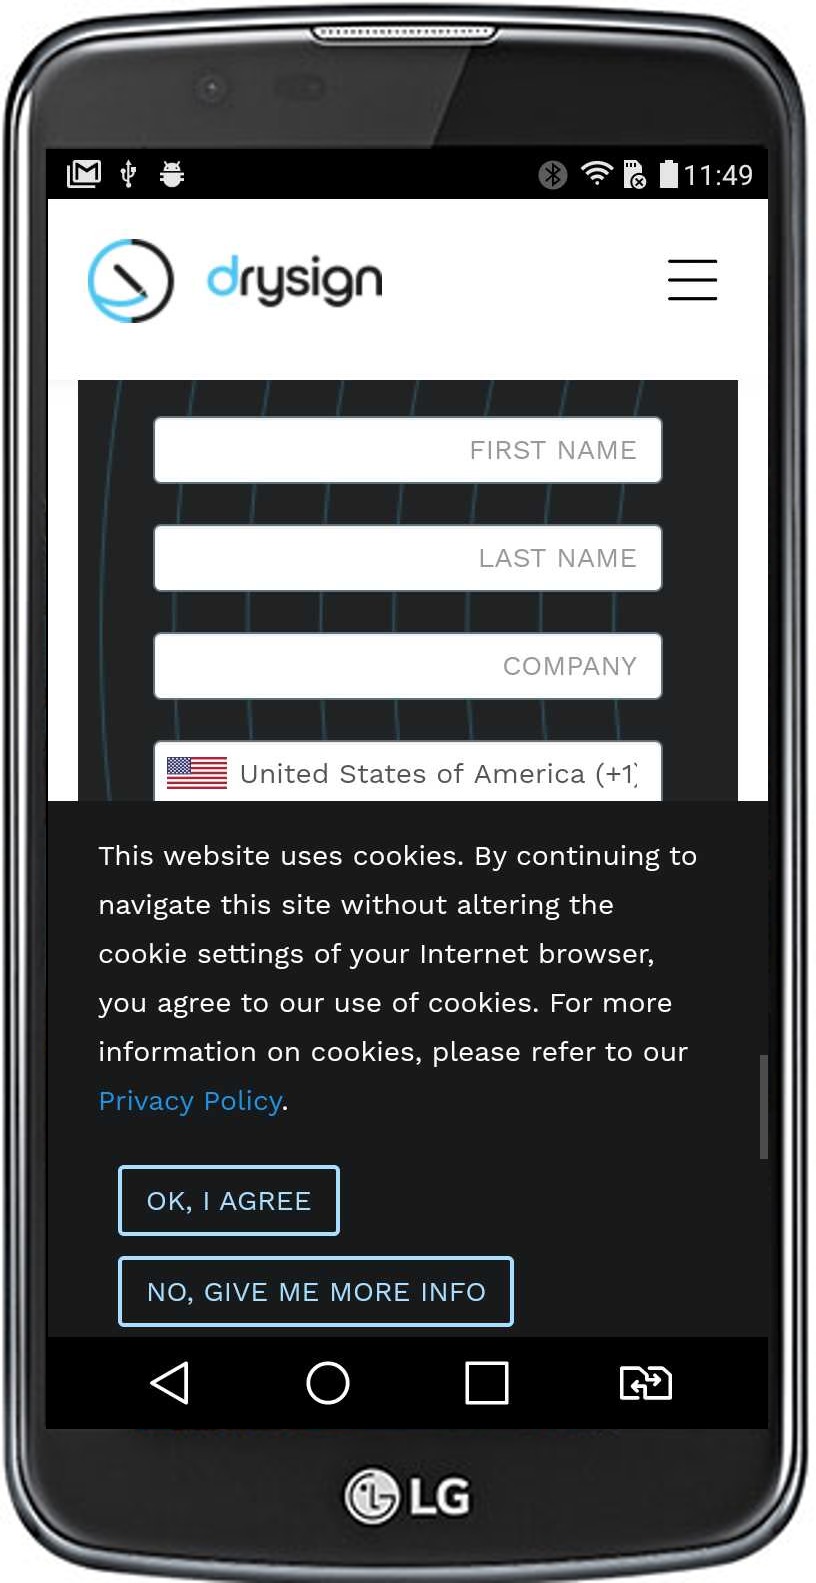 11:49
drysign
FIRST NAME
LAST NAME
COMPANY
United States of America (+1)
This website uses cookies. By continuing to
navigate this site without altering the
cookie settings of your Internet browser,
you agree to our use of cookies. For more
information on cookies, please refer to our
Privacy Policy.
OK, I AGREE
NO, GIVE ME MORE INFO
LG